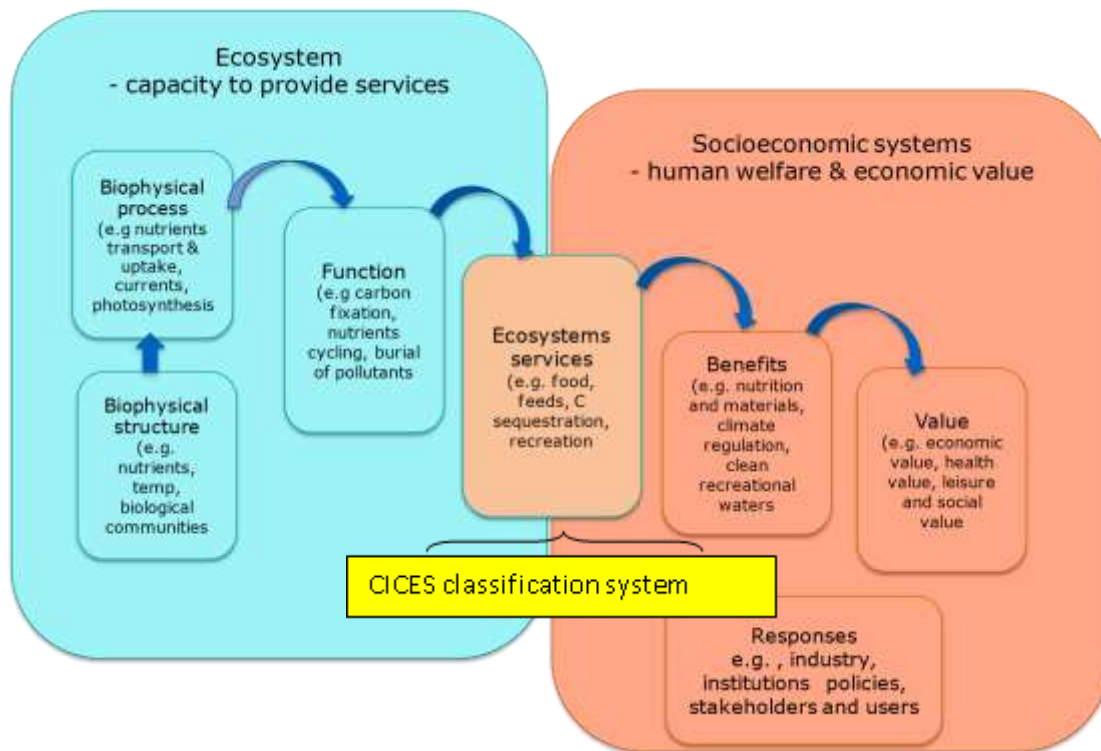 Ecosystem
- capacity to provide services
Biophysical
process
(e.g nutrients
transport &
uptake,
currents,
photosynthesis
Biophysical
structure
(e.g.
nutrients,
temp,
biological
communities
Function
(e.g carbon
fixation,
nutrients
cycling, burial
of pollutants
Ecosystems
services
(e.g. food,
feeds, C
sequestration,
recreation
CICES classification system
Socioeconomic systems
- human welfare & economic value
Benefits
(e.g. nutrition
and materials,
climate
regulation,
clean
recreational
waters
Value
(e.g. economic
value, health
value, leisure
and social
value
Responses
e.g. , industry,
institutions policies,
stakeholders and users